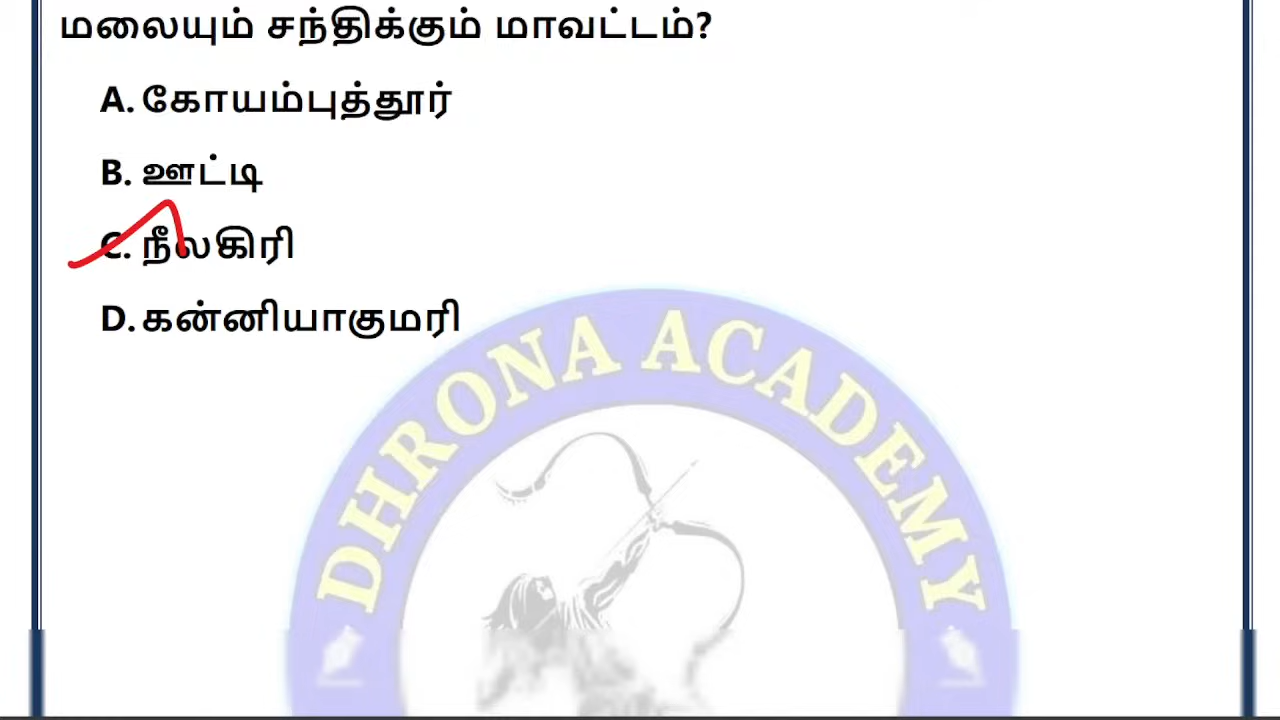 மலையும் சந்திக்கும் மாவட்டம்?
A. கோயம்புத்தூர்
B. ஊட்டி
C. நீலகிரி
D. கன்னியாகுமரி
DHRONA ACADEMY